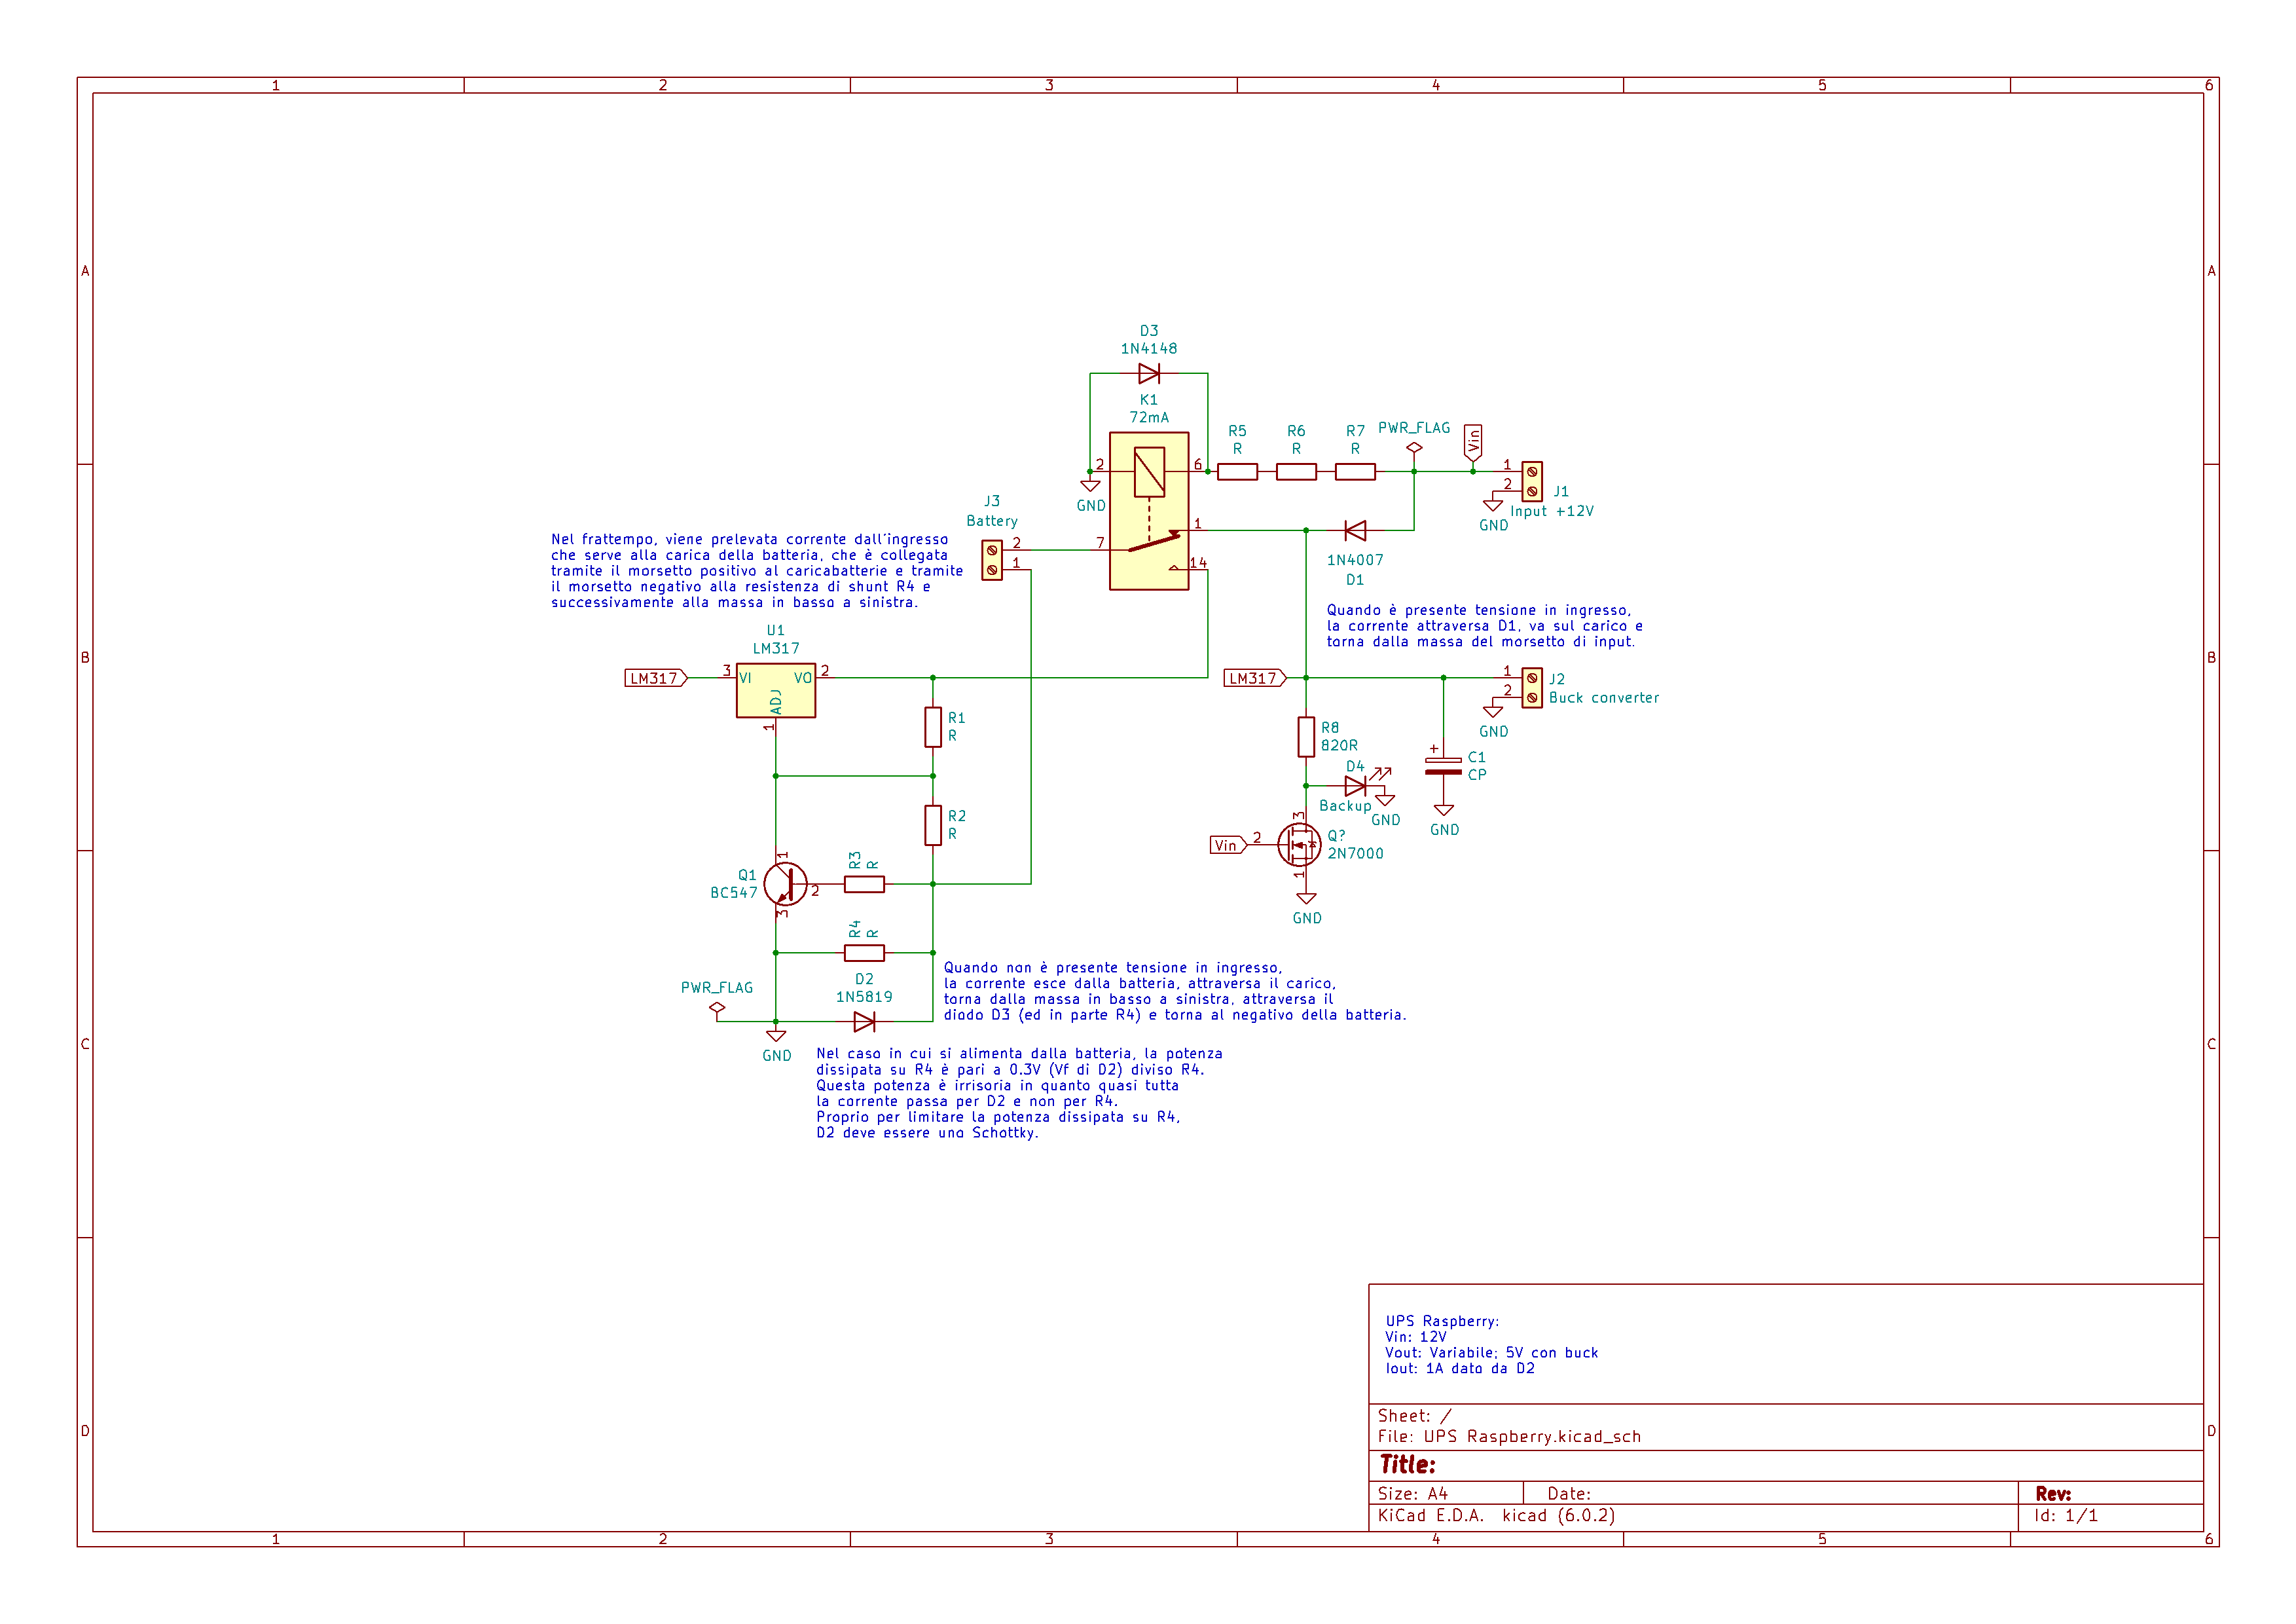 1 2 3 4 5 6
A A
B B
C C
D D
D3
1N4148
K1
72mA
2
6
GND
R5
R
R6
R
R7
R
PWR_FLAG
Vin
1
2
J1
Input +12V
GND
J3
Battery
2
1
7
1
14
1N4007
D1
Nel frattempo, viene prelevata corrente dall'ingresso
che serve alla carica della batteria, che è collegata
tramite il morsetto positivo al caricabatterie e tramite
il morsetto negativo alla resistenza di shunt R4 e
successivamente alla massa in basso a sinistra.
Quando è presente tensione in ingresso,
la corrente attraversa D1, va sul carico e
torna dalla massa del morsetto di input.
U1
LM317
LM317
3
VI
VO
2
ADJ
1
LM317
1
2
J2
Buck converter
GND
R1
R
R2
R
R8
820R
D4
Backup
GND
+
C1
CP
GND
Vin
2
3
1
Q?
2N7000
GND
Q1
BC547
1
2
3
R3
R
R4
R
D2
1N5819
PWR_FLAG
GND
Quando non è presente tensione in ingresso,
la corrente esce dalla batteria, attraversa il carico,
torna dalla massa in basso a sinistra, attraversa il
diodo D3 (ed in parte R4) e torna al negativo della batteria.
Nel caso in cui si alimenta dalla batteria, la potenza
dissipata su R4 è pari a 0.3V (Vf di D2) diviso R4.
Questa potenza è irrisoria in quanto quasi tutta
la corrente passa per D2 e non per R4.
Proprio per limitare la potenza dissipata su R4,
D2 deve essere uno Schottky.
UPS Raspberry:
Vin: 12V
Vout: Variabile; 5V con buck
Iout: 1A dato da D2
Sheet: /
File: UPS Raspberry.kicad_sch
Title:
Size: A4 Date: Rev:
KiCad E.D.A. kicad (6.0.2) Id: 1/1
1 2 3 4 5 6